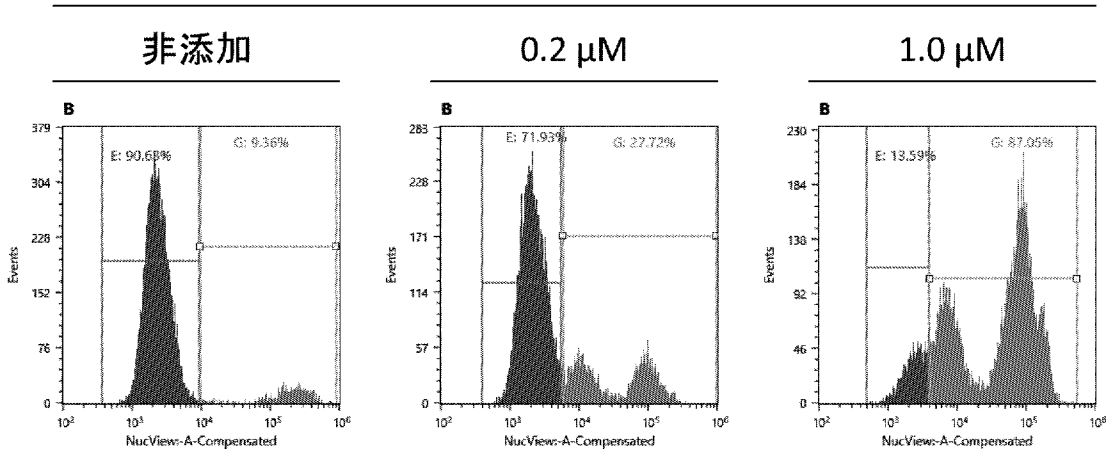 非添加
0.2 µM
1.0 µM
B
379
304
228
152
76
0
Events
E: 90.63%
G: 9.36%
10² 10³ 10⁴ 10⁵ 10⁶
NucView:-A-Compensated
B
283
228
171
114
57
0
Events
E: 71.93%
G: 27.72%
10² 10³ 10⁴ 10⁵ 10⁶
NucView:-A-Compensated
B
230
184
138
92
46
0
Events
E: 13.59%
G: 87.05%
10² 10³ 10⁴ 10⁵ 10⁶
NucView:-A-Compensated